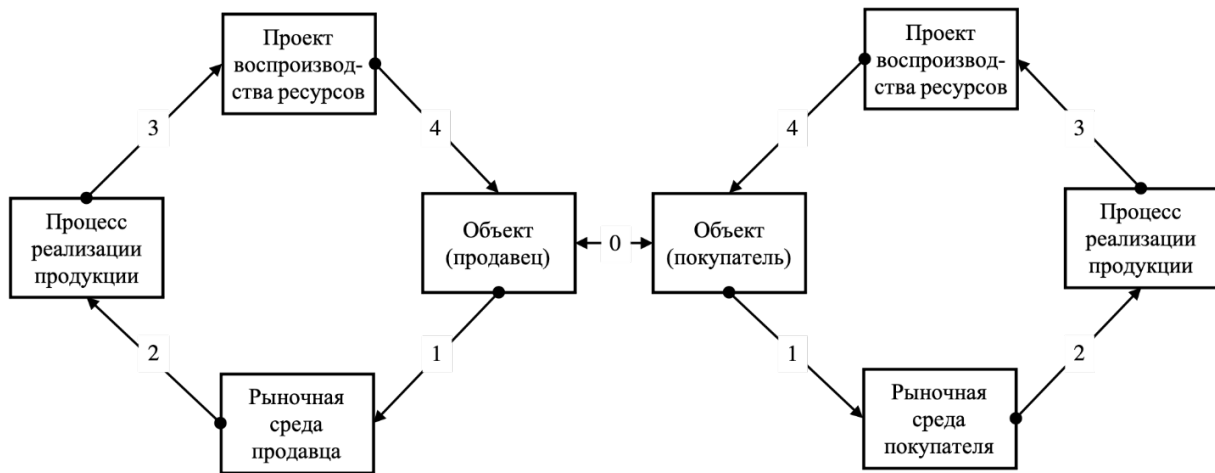 Проект
воспроизвод-
ства ресурсов
Проект
воспроизвод-
ства ресурсов
3
4
4
3
Процесс
реализации
продукции
Объект
(продавец)
0
Объект
(покупатель)
Процесс
реализации
продукции
2
1
1
2
Рыночная
среда
продавца
Рыночная
среда
покупателя